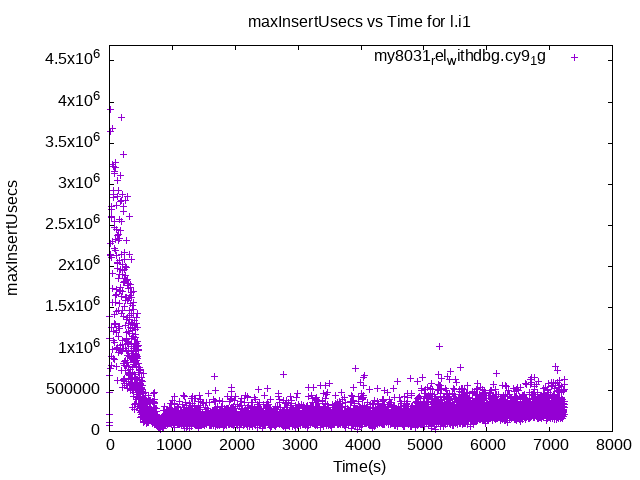 maxInsertUsecs vs Time for l.i1
my8031relwithdbg.cy91g
4.5x10^6
4x10^6
3.5x10^6
3x10^6
2.5x10^6
2x10^6
1.5x10^6
1x10^6
500000
0
maxInsertUsecs
0 1000 2000 3000 4000 5000 6000 7000 8000
Time(s)